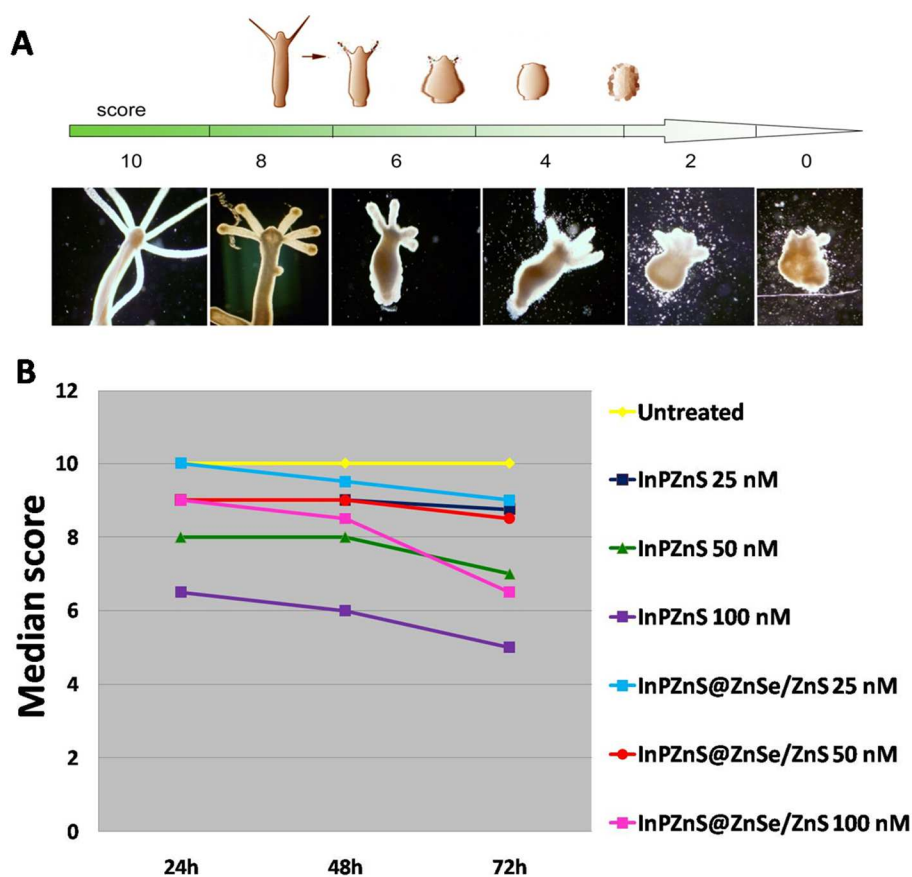 A
score
10 8 6 4 2 0
B
Median score
12
10
8
6
4
2
0
24h 48h 72h
Untreated
InPZnS 25 nM
InPZnS 50 nM
InPZnS 100 nM
InPZnS@ZnSe/ZnS 25 nM
InPZnS@ZnSe/ZnS 50 nM
InPZnS@ZnSe/ZnS 100 nM